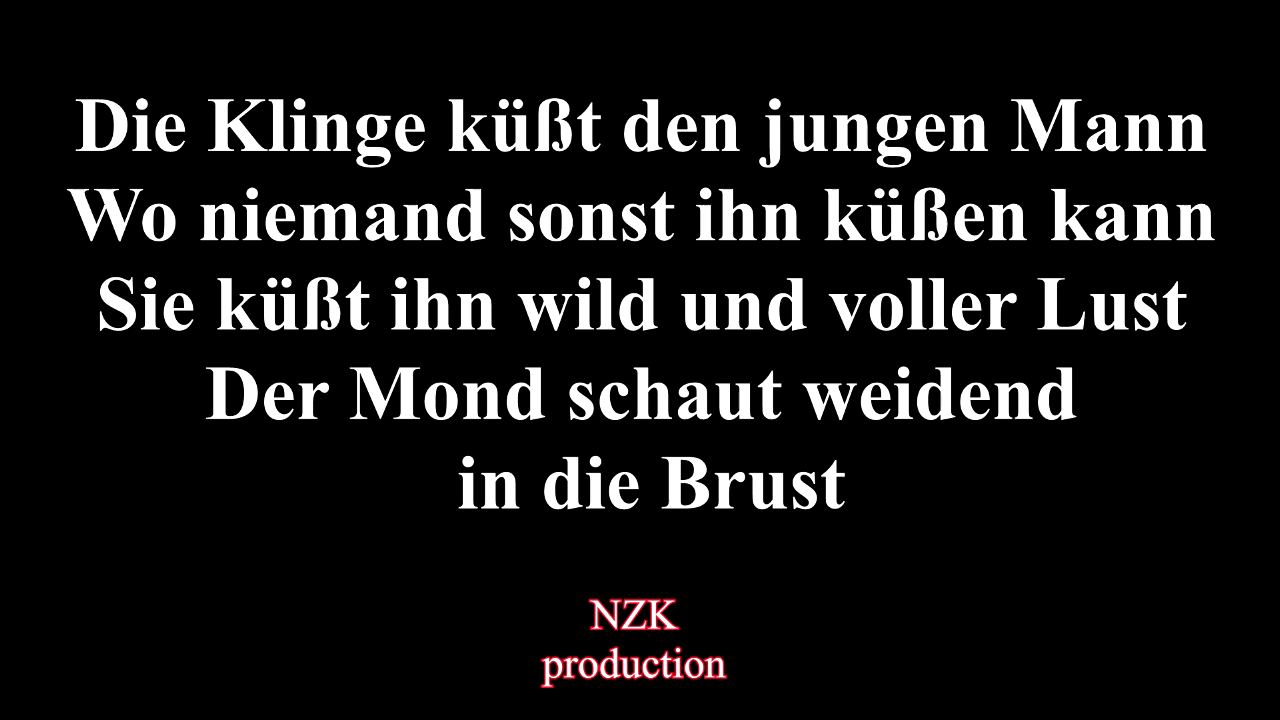 Die Klinge küßt den jungen Mann
Wo niemand sonst ihn küßen kann
Sie küßt ihn wild und voller Lust
Der Mond schaut weidend
in die Brust
NZK
production